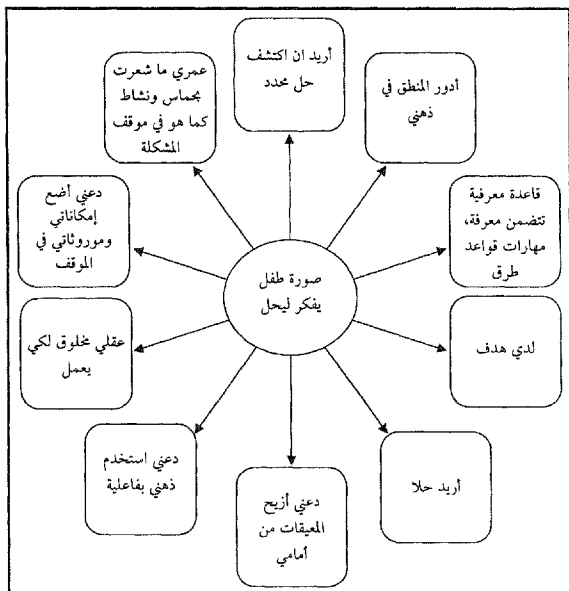 أريد ان اكتشف
حل محدد
أدور المنطق في
ذهني
قاعدة معرفية
تتضمن معرفة،
مهارات قواعد
طرق
لدي هدف
أريد حلا
دعني أزيح
المعيقات من
أمامي
دعني استخدم
ذهني بفاعلية
عقلي مخلوق لكي
يعمل
دعني أضع
إمكاناتي
وموروثاتي في
الموقف
عمري ما شعرت
بحماس ونشاط
كما هو في موقف
المشكلة
صورة طفل
يفكر ليحل